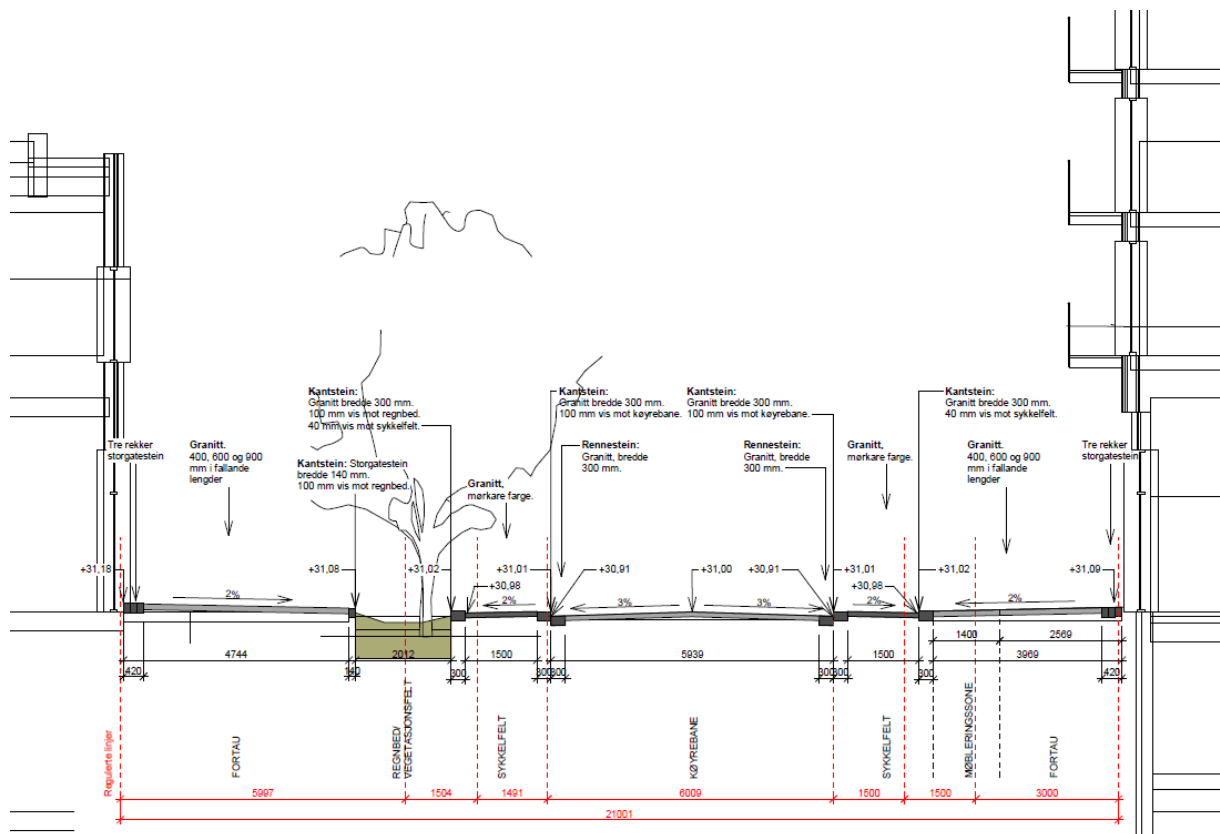 Kantstein:
Granitt bredde 300 mm.
100 mm vis mot regnbed.
40 mm vis mot sykkelfelt.
Kantstein:
Granitt bredde 300 mm.
100 mm vis mot køyrebane.
Kantstein:
Granitt bredde 300 mm.
100 mm vis mot køyrebane.
Kantstein:
Granitt bredde 300 mm.
40 mm vis mot sykkelfelt.
Tre rekker
storgatestein
Granitt.
400, 600 og 900
mm i fallande
lengder
Kantstein: Storgatestein
bredde 140 mm.
100 mm vis mot regnbed.
Granitt,
mørkare farge.
Rennestein:
Granitt, bredde
300 mm.
Rennestein:
Granitt, bredde
300 mm.
Granitt,
mørkare farge.
Granitt.
400, 600 og 900
mm i fallande
lengder
Tre rekker
storgatestein
+31,18
+31,08
+31,02
+30,98
+31,01
+30,91
+31,00
+30,91
+31,01
+30,98
+31,02
+31,09
2%
2%
3%
3%
2%
2%
1400
2569
4744
2012
1500
5939
1500
3969
420
140
300
300
300
300
300
300
420
Regulerte linjer
FORTAU
REGNBED/
VEGETASJONSFELT
SYKKELFELT
KØYREBANE
SYKKELFELT
MØBLERINGSSONE
FORTAU
5997
1504
1491
6009
1500
1500
3000
21001